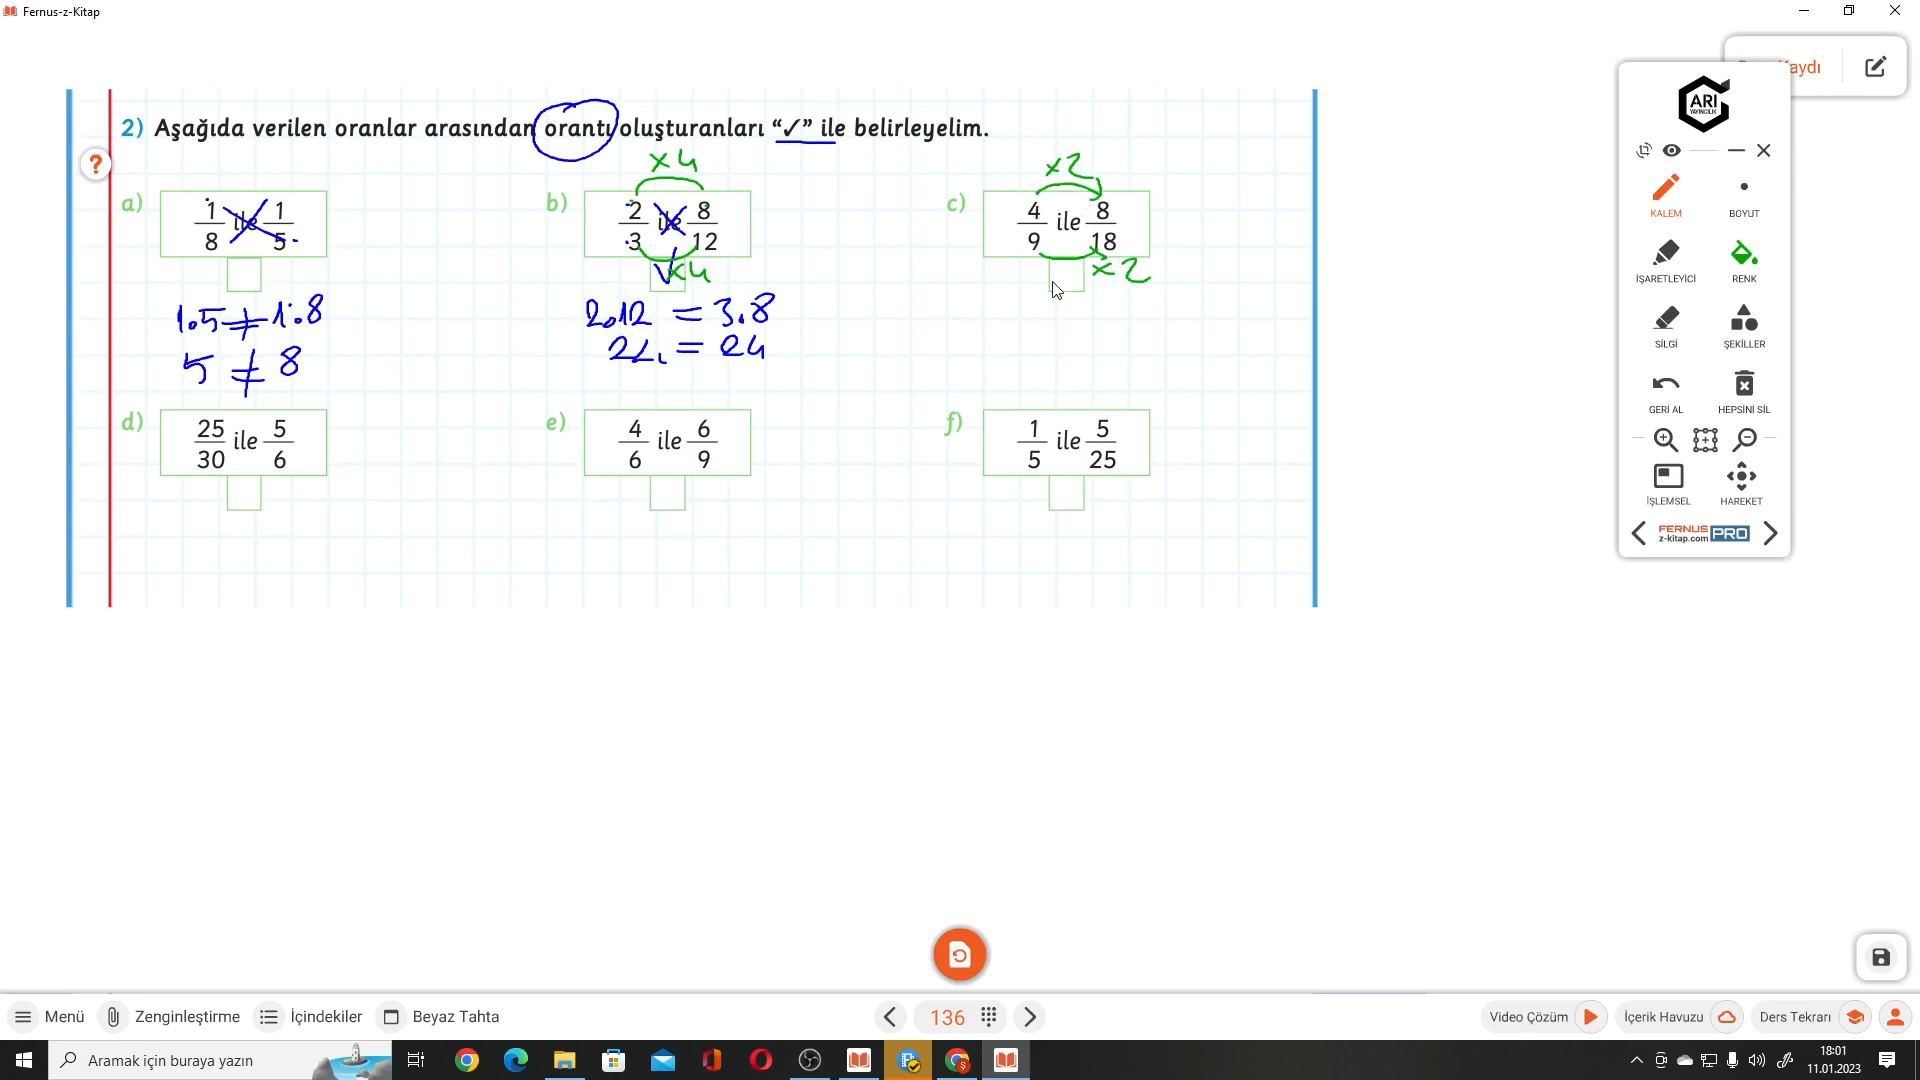 Fernus-z-Kitap
aydı
ARI
YAYINCILIK
KALEM
BOYUT
İŞARETLEYİCİ
RENK
SİLGİ
ŞEKİLLER
GERİ AL
HEPSİNİ SİL
İŞLEMSEL
HAREKET
FERNUS
z-kitap.com PRO
2) Aşağıda verilen oranlar arasından orantı oluşturanları “✓” ile belirleyelim.
?
x4
x2
a) 1/8 ile 1/5
b) 2/3 ile 8/12
c) 4/9 ile 8/18
x4
x2
1.5 ≠ 1.8
5 ≠ 8
2.12 = 3.8
24 = 24
d) 25/30 ile 5/6
e) 4/6 ile 6/9
f) 1/5 ile 5/25
Menü
Zenginleştirme
İçindekiler
Beyaz Tahta
136
Video Çözüm
İçerik Havuzu
Ders Tekrarı
Aramak için buraya yazın
18:01
11.01.2023